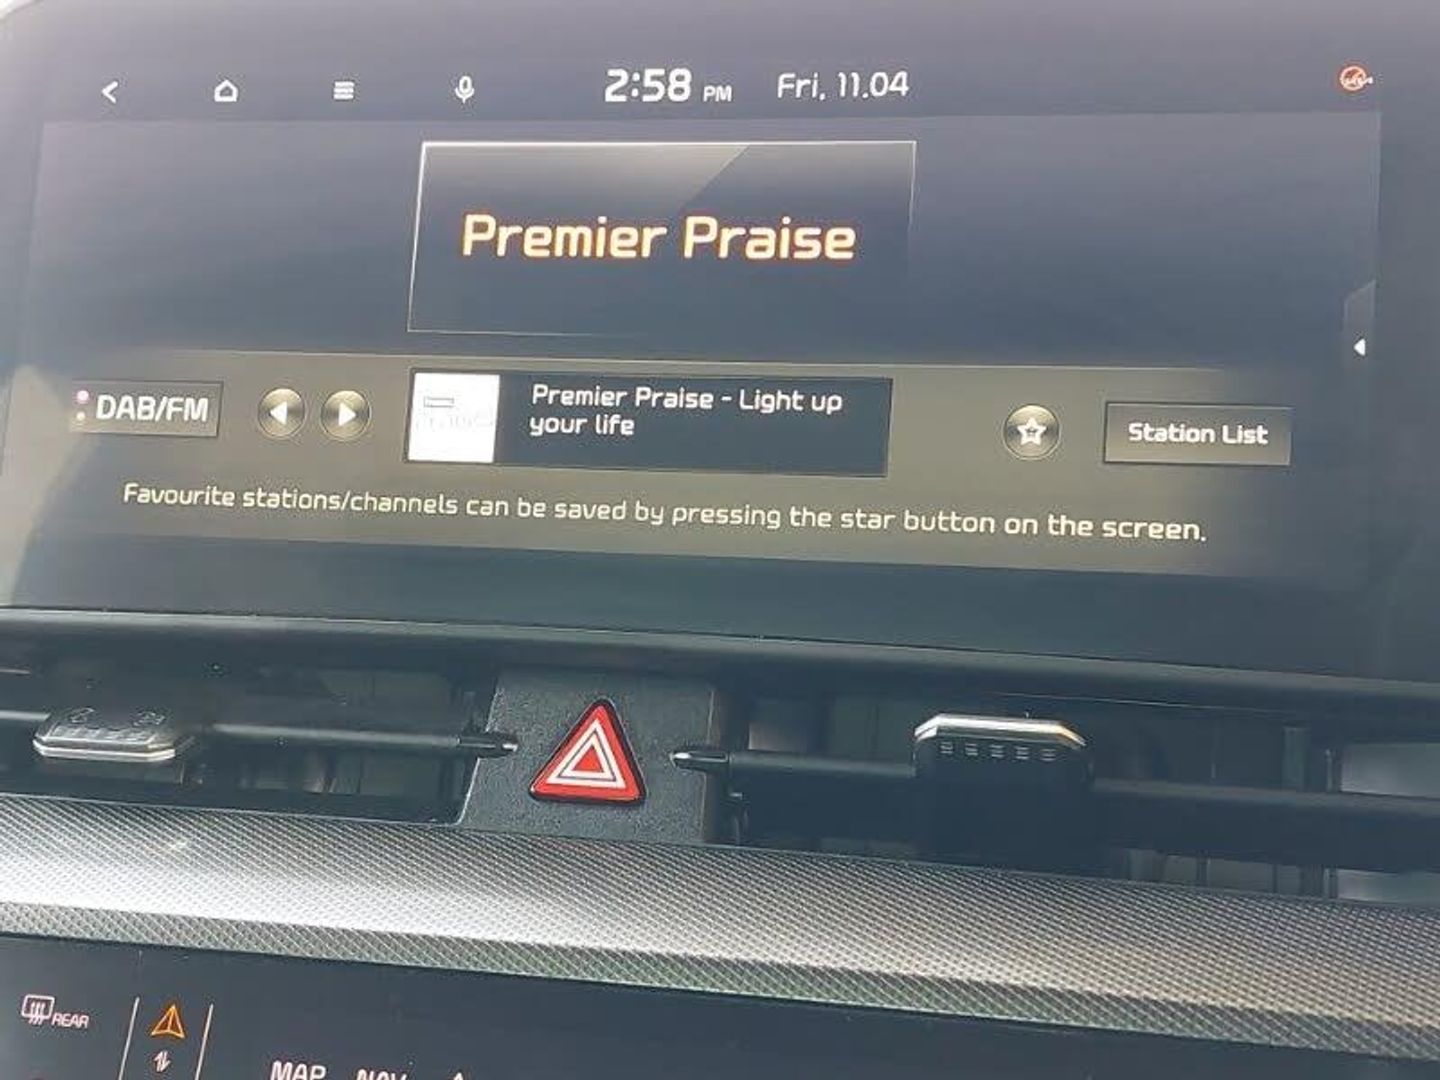 2:58 PM Fri, 11.04
Premier Praise
DAB/FM
Premier Praise - Light up
your life
Station List
Favourite stations/channels can be saved by pressing the star button on the screen.
REAR
MAP NAV